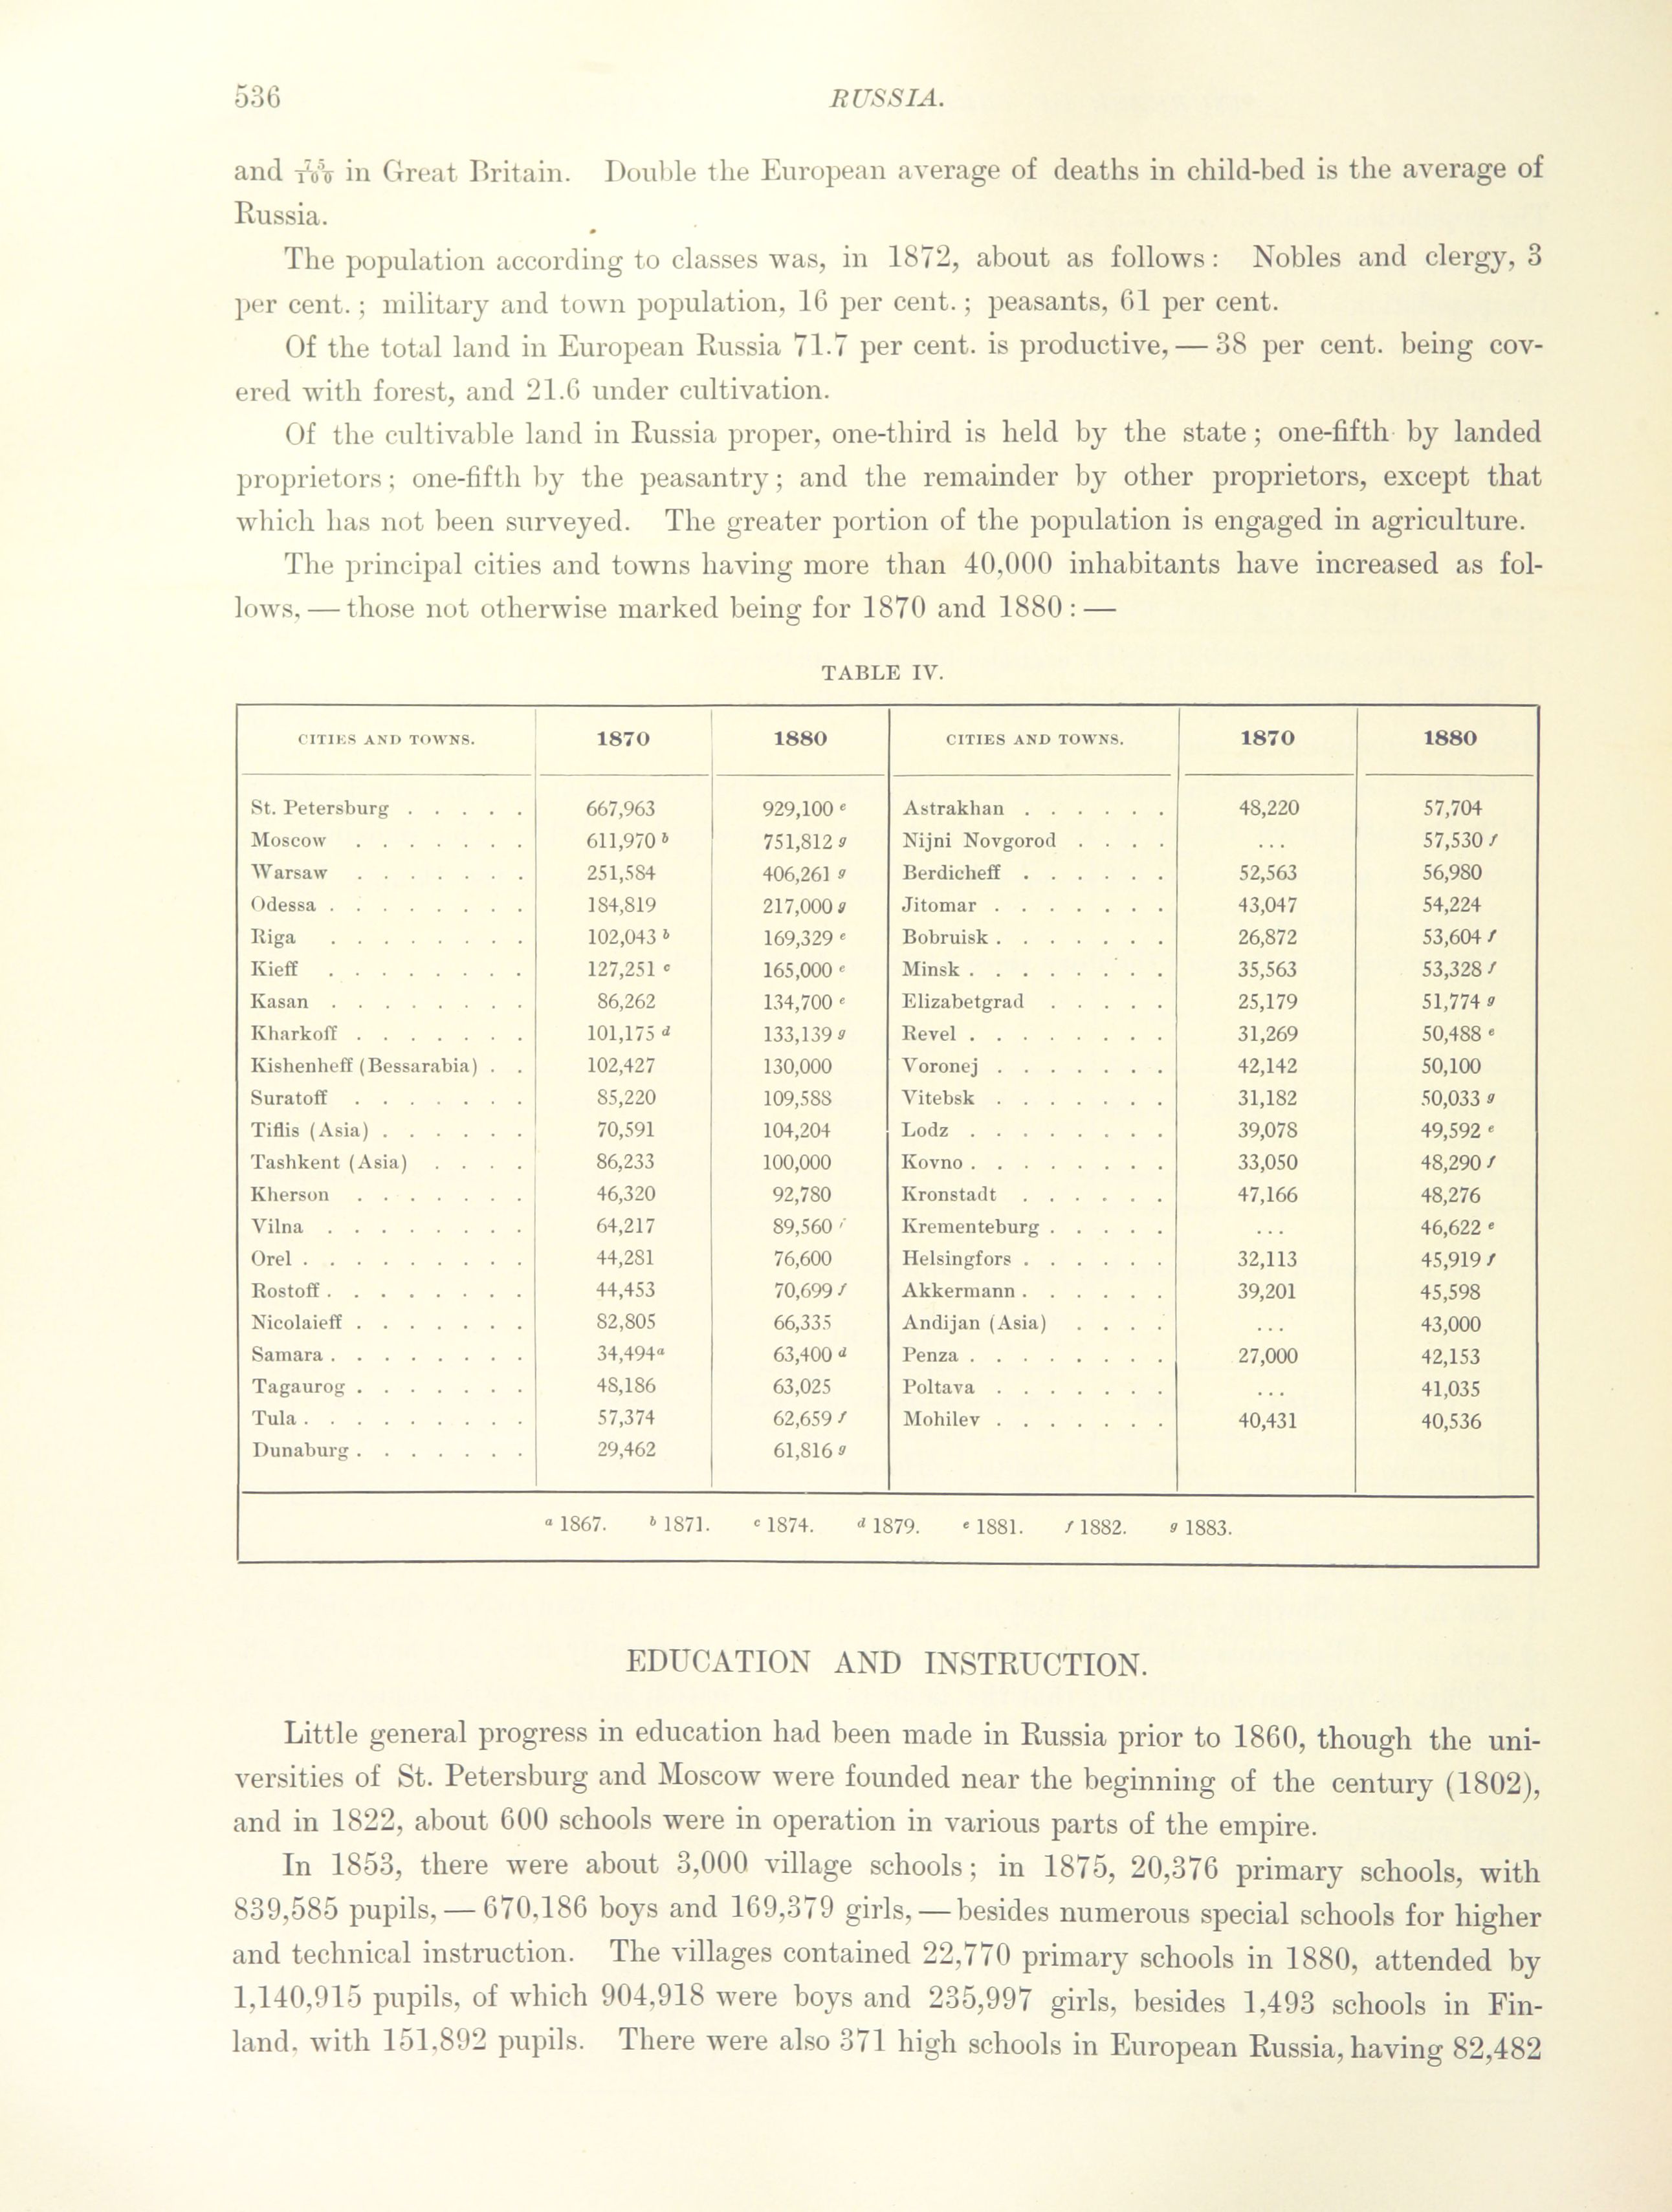 536
RUSSIA.
and 75/100 in Great Britain. Double the European average of deaths in child-bed is the average of
Russia.
The population according to classes was, in 1872, about as follows: Nobles and clergy, 3
per cent.; military and town population, 16 per cent.; peasants, 61 per cent.
Of the total land in European Russia 71.7 per cent. is productive, — 38 per cent. being cov-
ered with forest, and 21.6 under cultivation.
Of the cultivable land in Russia proper, one-third is held by the state; one-fifth by landed
proprietors; one-fifth by the peasantry; and the remainder by other proprietors, except that
which has not been surveyed. The greater portion of the population is engaged in agriculture.
The principal cities and towns having more than 40,000 inhabitants have increased as fol-
lows, — those not otherwise marked being for 1870 and 1880: —
TABLE IV.
CITIES AND TOWNS. 1870 1880 CITIES AND TOWNS. 1870 1880
St. Petersburg . . . . . 667,963 929,100 e Astrakhan . . . . . . 48,220 57,704
Moscow . . . . . . . 611,970 b 751,812 g Nijni Novgorod . . . . ... 57,530 f
Warsaw . . . . . . . 251,584 406,261 g Berdicheff . . . . . . 52,563 56,980
Odessa . . . . . . . . 184,819 217,000 g Jitomar . . . . . . . 43,047 54,224
Riga . . . . . . . . 102,043 b 169,329 e Bobruisk . . . . . . . 26,872 53,604 f
Kieff . . . . . . . . 127,251 c 165,000 e Minsk . . . . . . . . 35,563 53,328 f
Kasan . . . . . . . . 86,262 134,700 e Elizabetgrad . . . . . 25,179 51,774 g
Kharkoff . . . . . . . 101,175 d 133,139 g Revel . . . . . . . . 31,269 50,488 e
Kishenheff (Bessarabia) . . 102,427 130,000 Voronej . . . . . . . 42,142 50,100
Suratoff . . . . . . . 85,220 109,588 Vitebsk . . . . . . . 31,182 50,033 g
Tiflis (Asia) . . . . . . 70,591 104,204 Lodz . . . . . . . . 39,078 49,592 e
Tashkent (Asia) . . . . 86,233 100,000 Kovno . . . . . . . . 33,050 48,290 f
Kherson . . . . . . . 46,320 92,780 Kronstadt . . . . . . 47,166 48,276
Vilna . . . . . . . . 64,217 89,560 Krementeburg . . . . . ... 46,622 e
Orel . . . . . . . . . 44,281 76,600 Helsingfors . . . . . . 32,113 45,919 f
Rostoff . . . . . . . . 44,453 70,699 f Akkermann . . . . . . 39,201 45,598
Nicolaieff . . . . . . . 82,805 66,335 Andijan (Asia) . . . . ... 43,000
Samara . . . . . . . . 34,494 a 63,400 d Penza . . . . . . . . 27,000 42,153
Tagaurog . . . . . . . 48,186 63,025 Poltava . . . . . . . ... 41,035
Tula . . . . . . . . . 57,374 62,659 f Mohilev . . . . . . . 40,431 40,536
Dunaburg . . . . . . . 29,462 61,816 g
a 1867. b 1871. c 1874. d 1879. e 1881. f 1882. g 1883.
EDUCATION AND INSTRUCTION.
Little general progress in education had been made in Russia prior to 1860, though the uni-
versities of St. Petersburg and Moscow were founded near the beginning of the century (1802),
and in 1822, about 600 schools were in operation in various parts of the empire.
In 1853, there were about 3,000 village schools; in 1875, 20,376 primary schools, with
839,585 pupils, — 670,186 boys and 169,379 girls, — besides numerous special schools for higher
and technical instruction. The villages contained 22,770 primary schools in 1880, attended by
1,140,915 pupils, of which 904,918 were boys and 235,997 girls, besides 1,493 schools in Fin-
land, with 151,892 pupils. There were also 371 high schools in European Russia, having 82,482